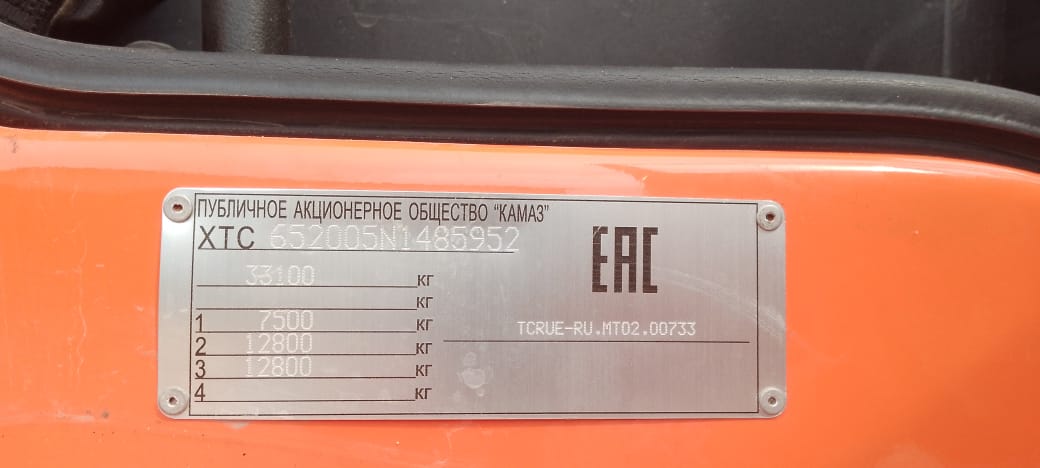 ПУБЛИЧНОЕ АКЦИОНЕРНОЕ ОБЩЕСТВО "КАМАЗ"
XTC 652005N1485952
33100 кг
кг
1 7500 кг
2 12800 кг
3 12800 кг
4 кг
EAC
TCRUE-RU.MT02.00733